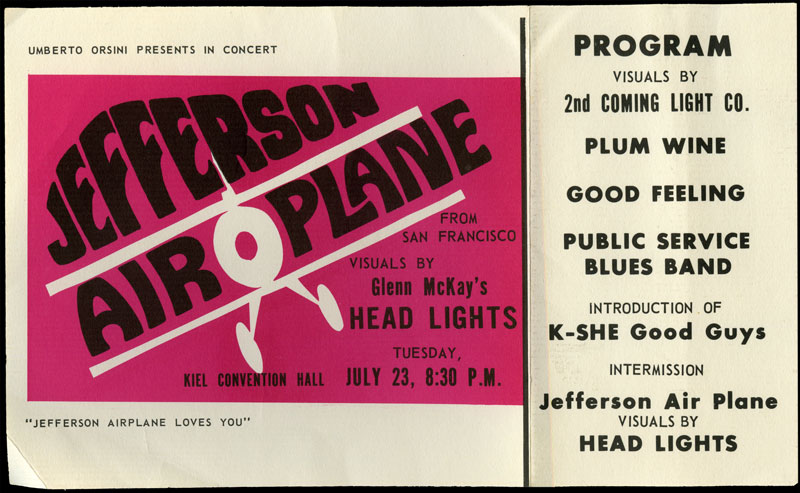 UMBERTO ORSINI PRESENTS IN CONCERT
JEFFERSON
AIRPLANE
FROM
SAN FRANCISCO
VISUALS BY
Glenn McKay's
HEAD LIGHTS
TUESDAY,
KIEL CONVENTION HALL JULY 23, 8:30 P.M.
"JEFFERSON AIRPLANE LOVES YOU"
PROGRAM
VISUALS BY
2nd COMING LIGHT CO.
PLUM WINE
GOOD FEELING
PUBLIC SERVICE
BLUES BAND
INTRODUCTION OF
K-SHE Good Guys
INTERMISSION
Jefferson Air Plane
VISUALS BY
HEAD LIGHTS